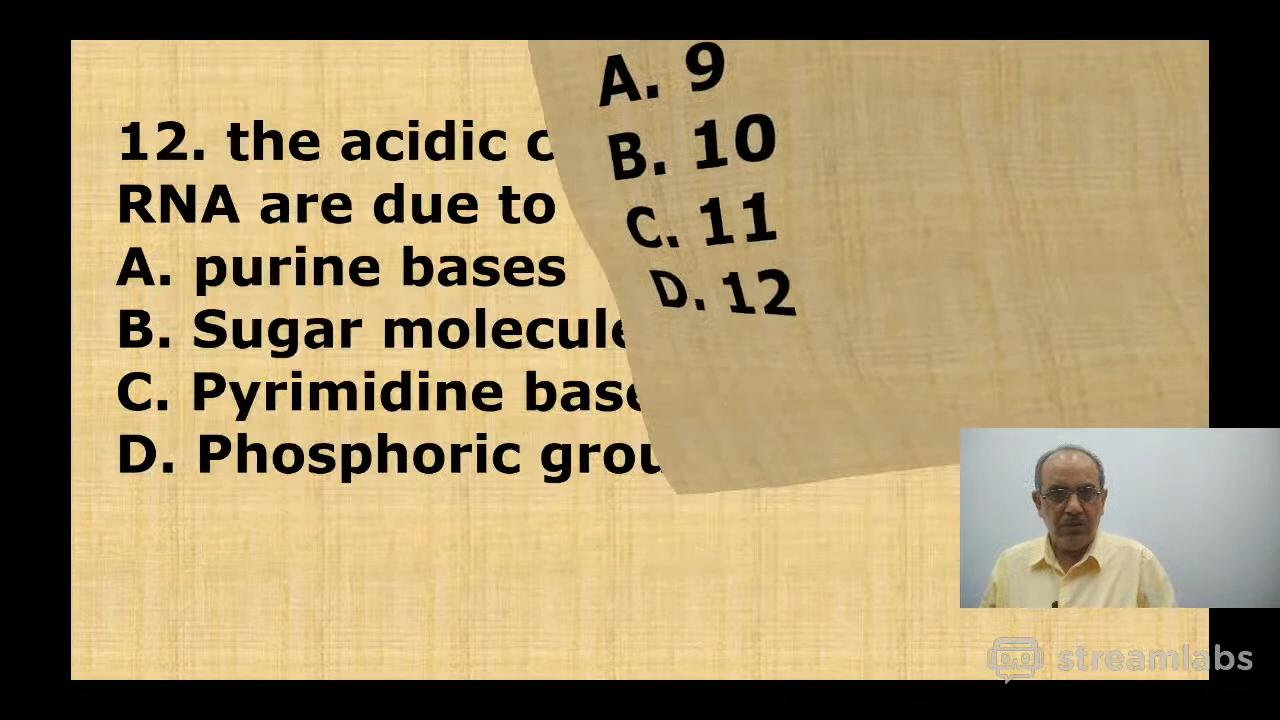 12. the acidic c
RNA are due to
A. purine bases
B. Sugar molecule
C. Pyrimidine base
D. Phosphoric grou
A. 9
B. 10
C. 11
D. 12
streamlabs